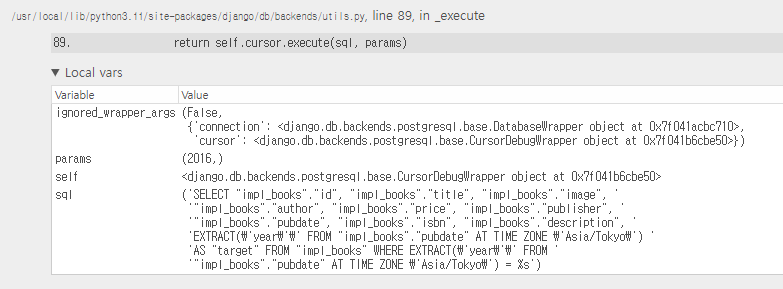 /usr/local/lib/python3.11/site-packages/django/db/backends/utils.py, line 89, in _execute
89. return self.cursor.execute(sql, params)
▼ Local vars
Variable Value
ignored_wrapper_args (False,
{'connection': <django.db.backends.postgresql.base.DatabaseWrapper object at 0x7f041acbc710>,
'cursor': <django.db.backends.postgresql.base.CursorDebugWrapper object at 0x7f041b6cbe50>})
params (2016,)
self <django.db.backends.postgresql.base.CursorDebugWrapper object at 0x7f041b6cbe50>
sql ('SELECT "impl_books"."id", "impl_books"."title", "impl_books"."image", '
'"impl_books"."author", "impl_books"."price", "impl_books"."publisher", '
'"impl_books"."pubdate", "impl_books"."isbn", "impl_books"."description", '
'EXTRACT(₩'year₩'₩' FROM "impl_books"."pubdate" AT TIME ZONE ₩'Asia/Tokyo₩') '
'AS "target" FROM "impl_books" WHERE EXTRACT(₩'year₩'₩' FROM '
'"impl_books"."pubdate" AT TIME ZONE ₩'Asia/Tokyo₩') = %s')